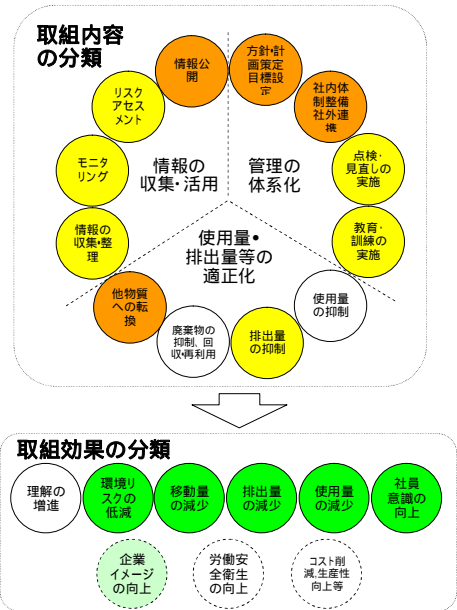 取組内容
の分類
情報公
開
方針・計
画策定
目標設
定
社内体
制整備
社外連
携
点検・
見直しの
実施
教育・
訓練の
実施
使用量
の抑制
排出量
の抑制
廃棄物の
抑制、回
収・再利用
他物質
への転
換
情報の
収集・整
理
モニタ
リング
リスク
アセス
メント
情報の
収集・活用
管理の
体系化
使用量・
排出量等の
適正化
取組効果の分類
理解の
増進
環境リ
スクの
低減
移動量
の減少
排出量
の減少
使用量
の減少
社員
意識の
向上
企業
イメージ
の向上
労働安
全衛生
の向上
コスト削
減、生産性
向上等